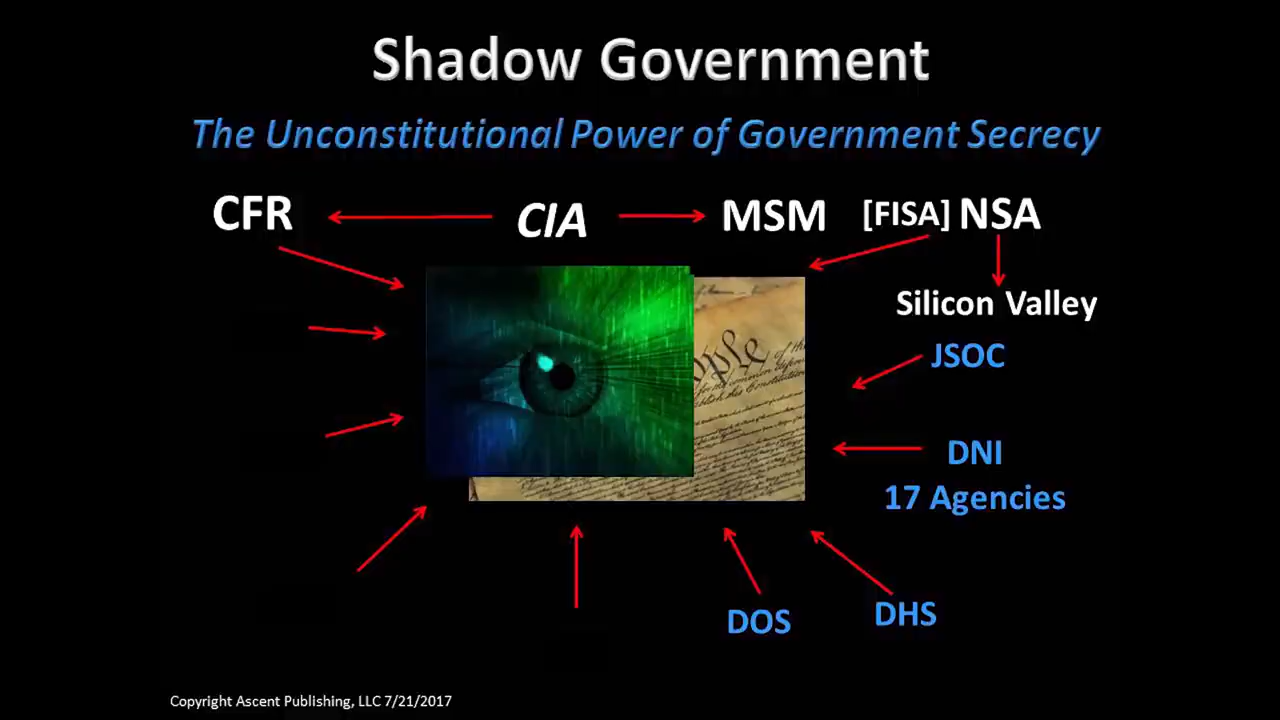 Shadow Government
The Unconstitutional Power of Government Secrecy
CFR CIA MSM [FISA] NSA
Silicon Valley
JSOC
DNI
17 Agencies
DOS DHS
Copyright Ascent Publishing, LLC 7/21/2017